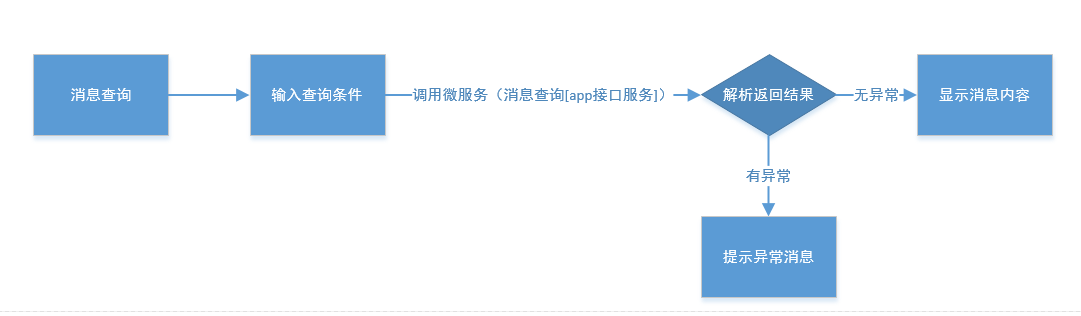 消息查询
输入查询条件
调用微服务（消息查询[app接口服务]）
解析返回结果
无异常
显示消息内容
有异常
提示异常消息